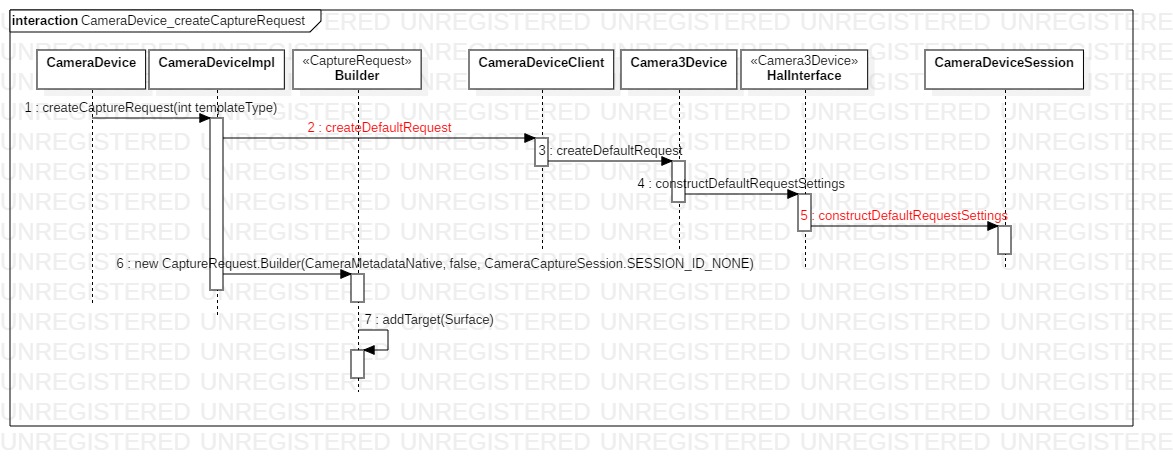 interaction CameraDevice_createCaptureRequest
CameraDevice
CameraDeviceImpl
«CaptureRequest»
Builder
CameraDeviceClient
Camera3Device
«Camera3Device»
HalInterface
CameraDeviceSession
1 : createCaptureRequest(int templateType)
2 : createDefaultRequest
3 : createDefaultRequest
4 : constructDefaultRequestSettings
5 : constructDefaultRequestSettings
6 : new CaptureRequest.Builder(CameraMetadataNative, false, CameraCaptureSession.SESSION_ID_NONE)
7 : addTarget(Surface)
UNREGISTERED UNREGISTERED UNREGISTERED UNREGISTERED UNREGISTERED UNREGISTERED